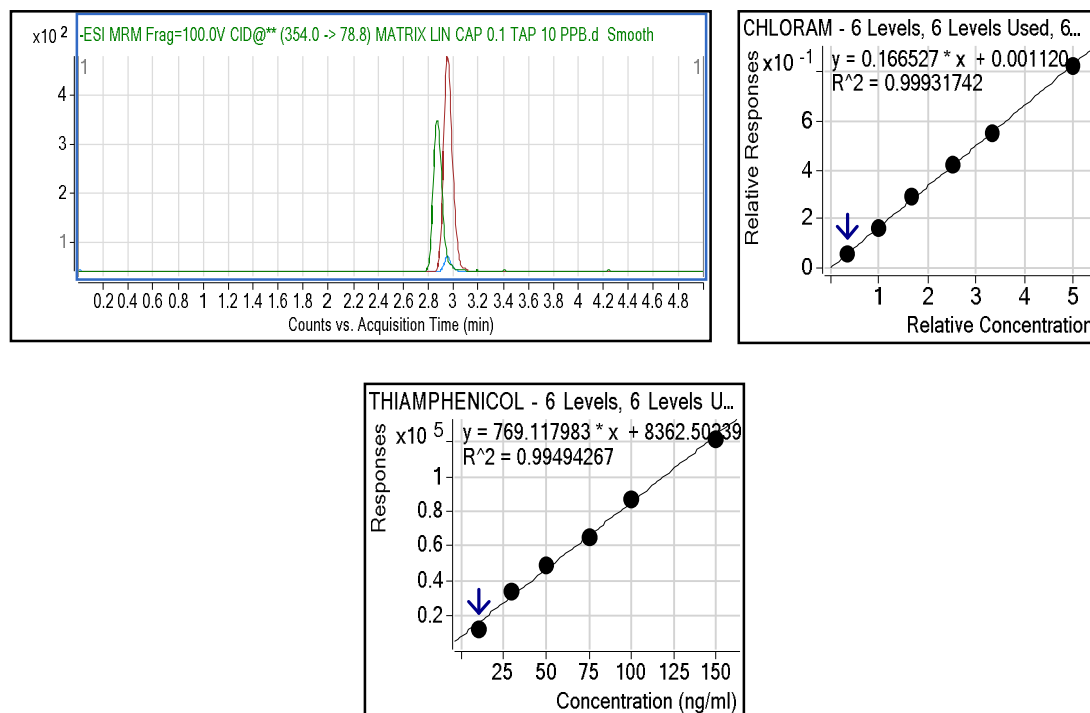 -ESI MRM Frag=100.0V CID@** (354.0 -> 78.8) MATRIX LIN CAP 0.1 TAP 10 PPB.d Smooth
x10 2
1 1
4
3
2
1
0.2 0.4 0.6 0.8 1 1.2 1.4 1.6 1.8 2 2.2 2.4 2.6 2.8 3 3.2 3.4 3.6 3.8 4 4.2 4.4 4.6 4.8
Counts vs. Acquisition Time (min)
CHLORAM - 6 Levels, 6 Levels Used, 6...
x10 -1
y = 0.166527 * x + 0.001120
R^2 = 0.99931742
Relative Responses
6
4
2
0
1 2 3 4 5
Relative Concentration
THIAMPHENICOL - 6 Levels, 6 Levels U...
x10 5
y = 769.117983 * x + 8362.50239
R^2 = 0.99494267
Responses
1
0.8
0.6
0.4
0.2
25 50 75 100 125 150
Concentration (ng/ml)